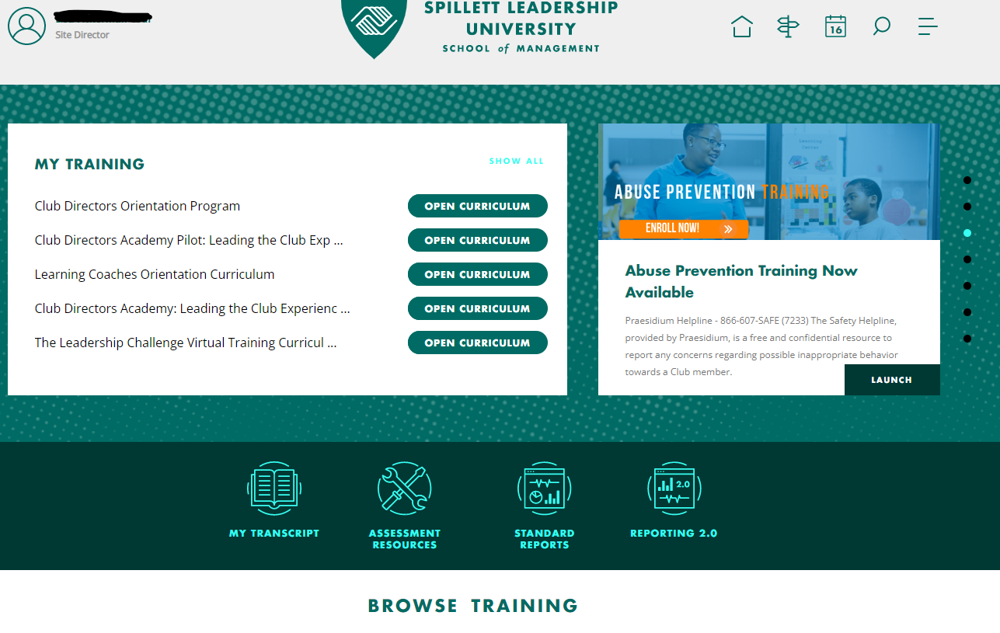 Site Director
SPILLETT LEADERSHIP
UNIVERSITY
SCHOOL of MANAGEMENT
16
MY TRAINING
SHOW ALL
Club Directors Orientation Program
OPEN CURRICULUM
Club Directors Academy Pilot: Leading the Club Exp ...
OPEN CURRICULUM
Learning Coaches Orientation Curriculum
OPEN CURRICULUM
Club Directors Academy: Leading the Club Experienc ...
OPEN CURRICULUM
The Leadership Challenge Virtual Training Curricul ...
OPEN CURRICULUM
Learning
Center
ABUSE PREVENTION TRAINING
ENROLL NOW!
Abuse Prevention Training Now
Available
Praesidium Helpline - 866-607-SAFE (7233) The Safety Helpline,
provided by Praesidium, is a free and confidential resource to
report any concerns regarding possible inappropriate behavior
towards a Club member.
LAUNCH
MY TRANSCRIPT
ASSESSMENT
RESOURCES
STANDARD
REPORTS
2.0
REPORTING 2.0
BROWSE TRAINING